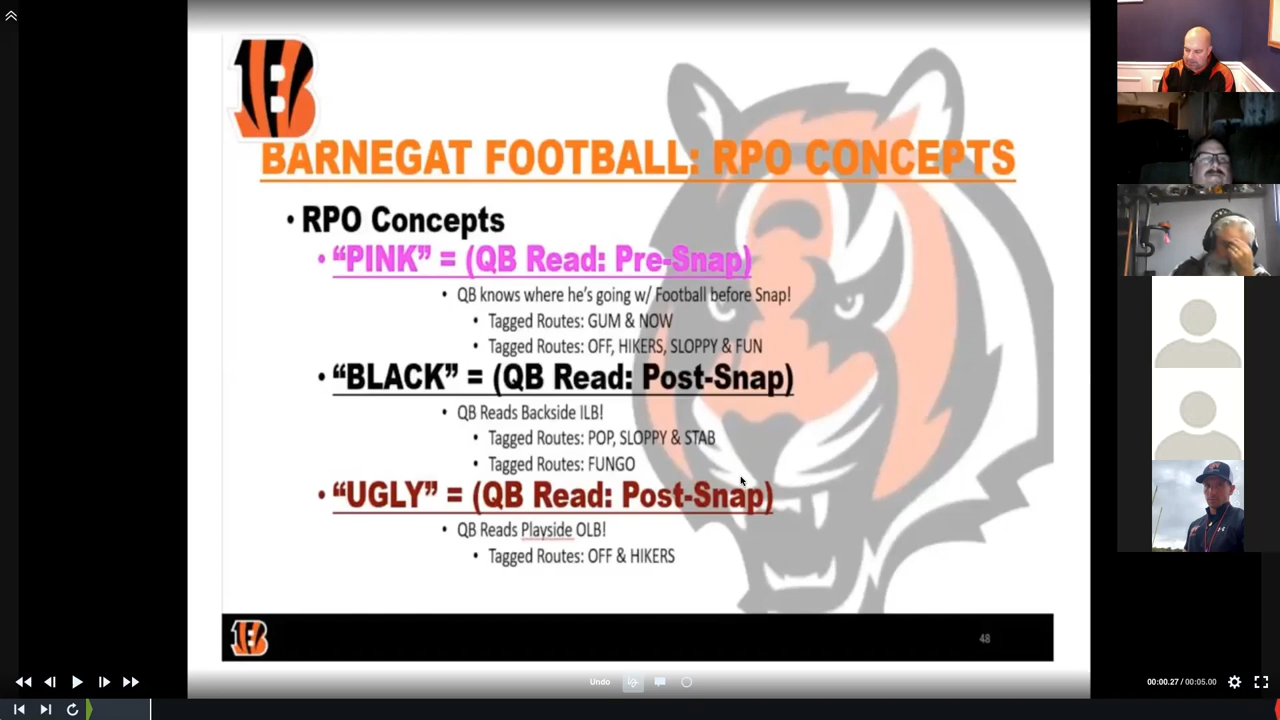 B
BARNEGAT FOOTBALL: RPO CONCEPTS
• RPO Concepts
• “PINK” = (QB Read: Pre-Snap)
• QB knows where he’s going w/ Football before Snap!
• Tagged Routes: GUM & NOW
• Tagged Routes: OFF, HIKERS, SLOPPY & FUN
• “BLACK” = (QB Read: Post-Snap)
• QB Reads Backside ILB!
• Tagged Routes: POP, SLOPPY & STAB
• Tagged Routes: FUNGO
• “UGLY” = (QB Read: Post-Snap)
• QB Reads Playside OLB!
• Tagged Routes: OFF & HIKERS
B
48
Undo
00:00.27 / 00:05.00